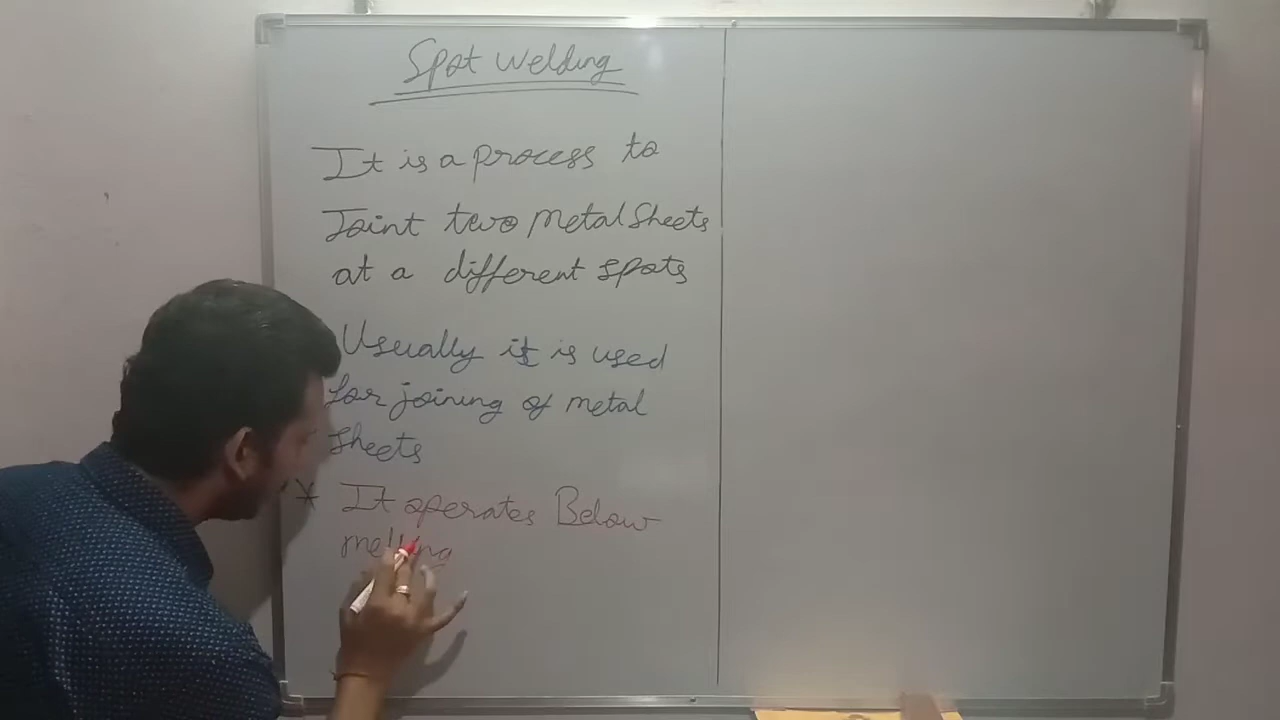 Spot Welding
It is a process to
Joint two metal sheets
at a different spots
Usually it is used
for joining of metal
sheets
* It operates Below
melting